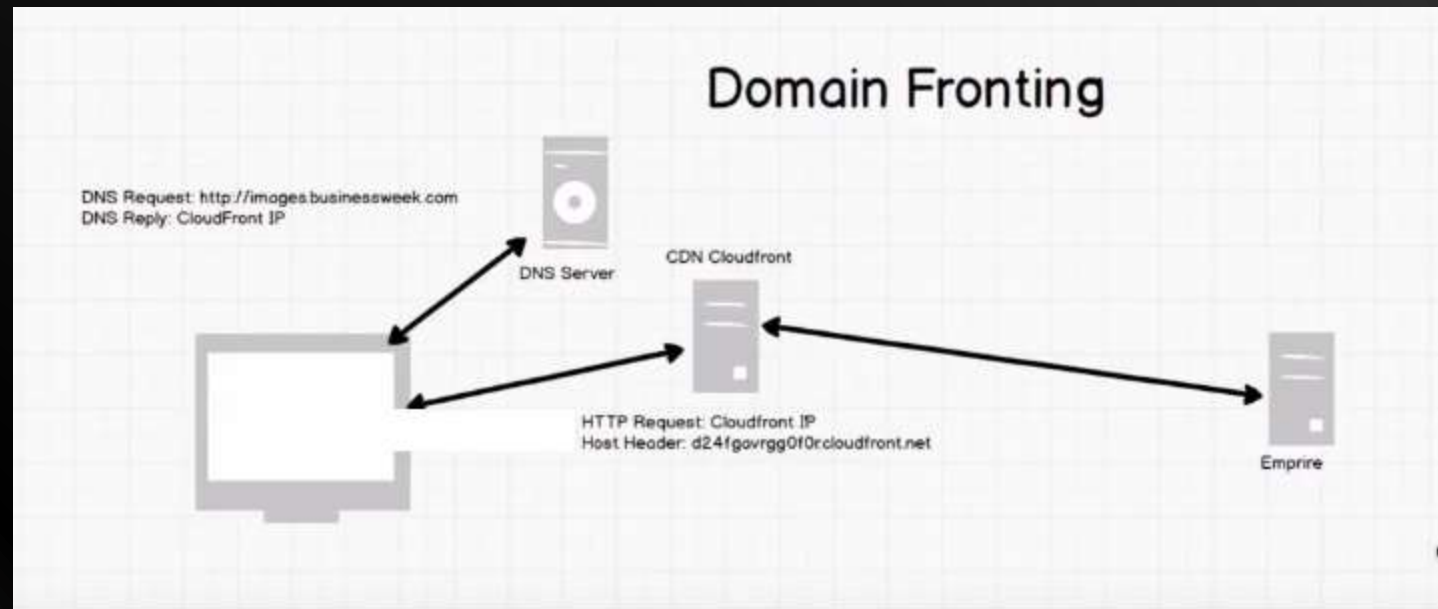 Domain Fronting
DNS Request: http://images.businessweek.com
DNS Reply: CloudFront IP
DNS Server
CDN Cloudfront
HTTP Request: Cloudfront IP
Host Header: d24fgovrgg0f0r.cloudfront.net
Emprire